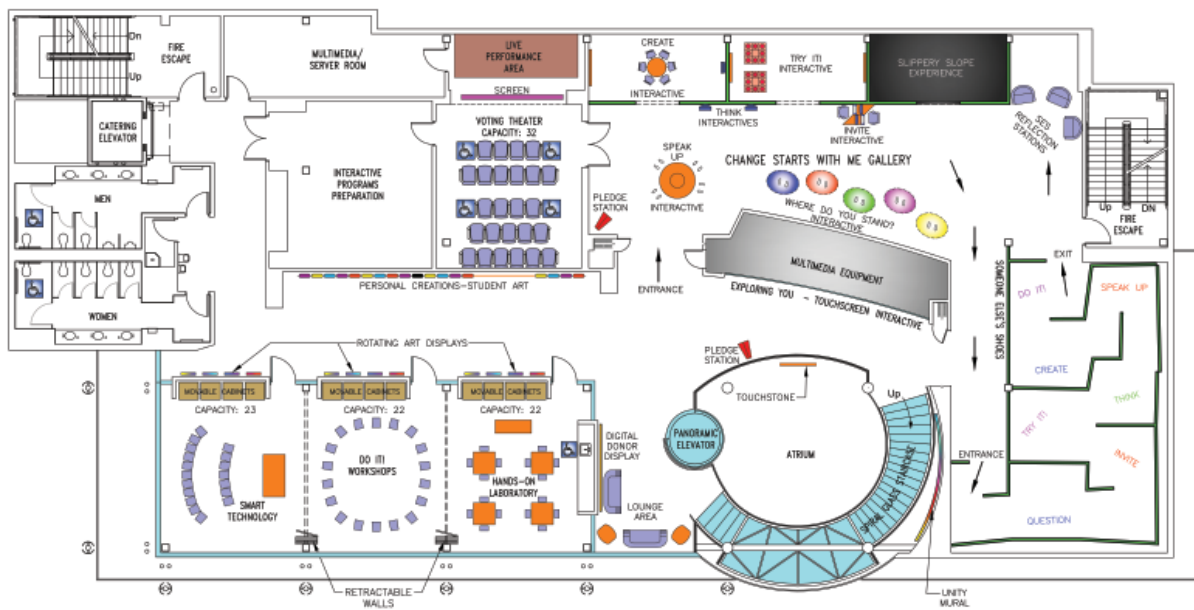 Dn
FIRE
ESCAPE
Up
MULTIMEDIA/
SERVER ROOM
LIVE
PERFORMANCE
AREA
SCREEN
CREATE
INTERACTIVE
TRY IT!
INTERACTIVE
SLIPPERY SLOPE
EXPERIENCE
THINK
INTERACTIVES
INVITE
INTERACTIVE
SES
REFLECTION
STATIONS
CATERING
ELEVATOR
VOTING THEATER
CAPACITY: 32
INTERACTIVE
PROGRAMS
PREPARATION
SPEAK
UP
INTERACTIVE
CHANGE STARTS WITH ME GALLERY
WHERE DO YOU STAND?
INTERACTIVE
PLEDGE
STATION
MEN
WOMEN
Up
DN
FIRE
ESCAPE
MULTIMEDIA EQUIPMENT
EXPLORING YOU - TOUCHSCREEN INTERACTIVE
ENTRANCE
PERSONAL CREATIONS-STUDENT ART
SOMEONE ELSE'S SHOES
EXIT
DO IT!
SPEAK UP
CREATE
THINK
TRY IT!
INVITE
ENTRANCE
QUESTION
ROTATING ART DISPLAYS
MOVABLE CABINETS
MOVABLE CABINETS
MOVABLE CABINETS
CAPACITY: 23
CAPACITY: 22
CAPACITY: 22
PLEDGE
STATION
TOUCHSTONE
Up
PANORAMIC
ELEVATOR
ATRIUM
SPIRAL GLASS STAIRCASE
DIGITAL
DONOR
DISPLAY
DO IT!
WORKSHOPS
HANDS-ON
LABORATORY
SMART
TECHNOLOGY
LOUNGE
AREA
RETRACTABLE
WALLS
UNITY
MURAL